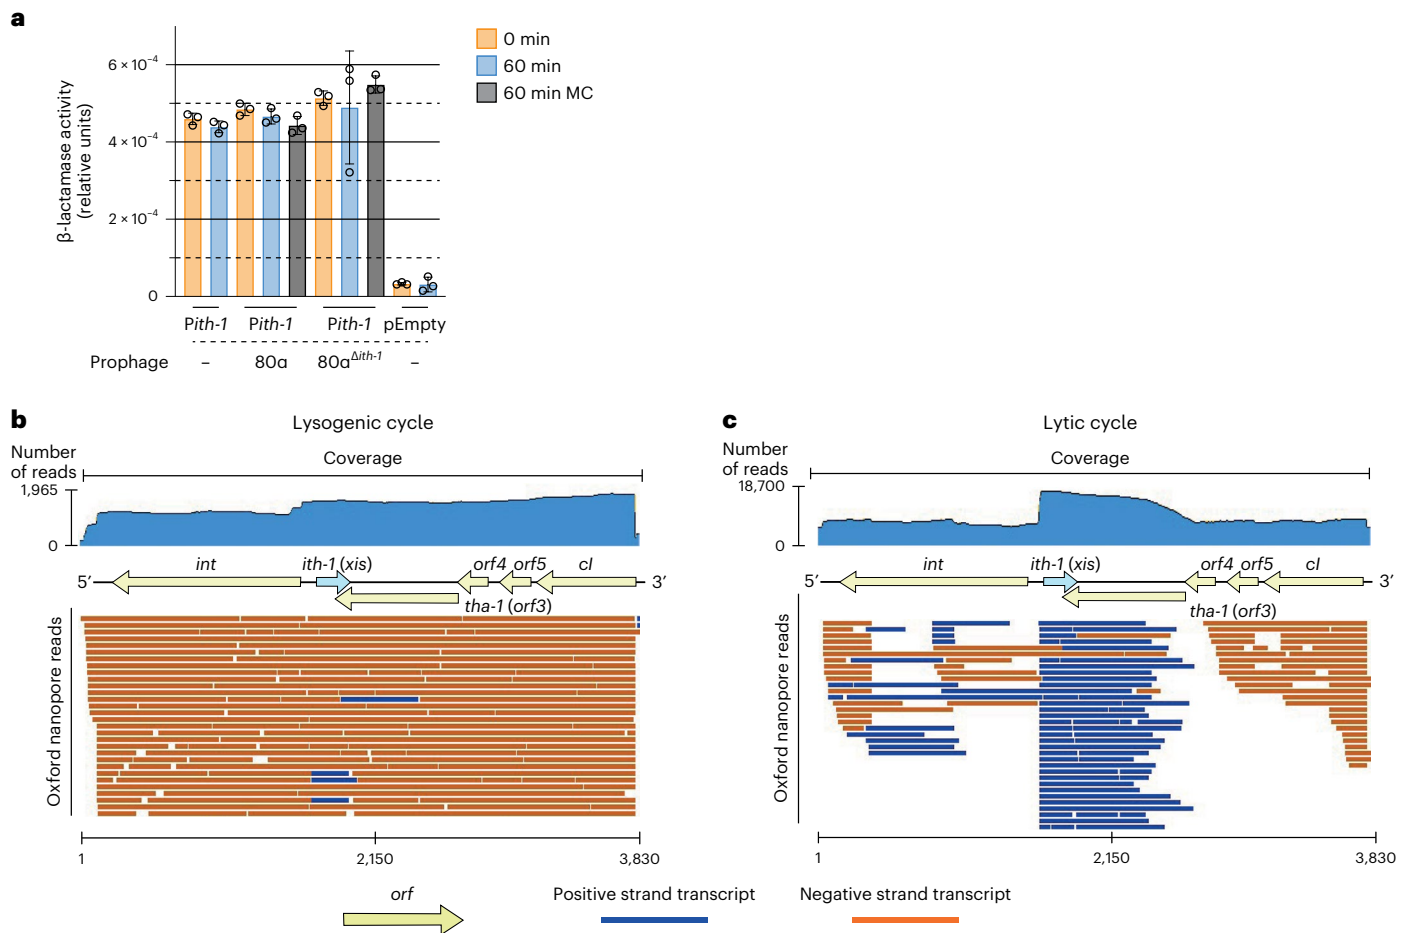 a
β-lactamase activity
(relative units)
6 × 10⁻⁴
4 × 10⁻⁴
2 × 10⁻⁴
0
0 min
60 min
60 min MC
Pith-1 Pith-1 Pith-1 pEmpty
Prophage – 80ɑ 80ɑ^Δith-1 –
b
Lysogenic cycle
Number
of reads
Coverage
1,965
0
int ith-1 (xis) orf4 orf5 cI
5′ 3′
tha-1 (orf3)
Oxford nanopore reads
1 2,150 3,830
c
Lytic cycle
Number
of reads
Coverage
18,700
0
int ith-1 (xis) orf4 orf5 cI
5′ 3′
tha-1 (orf3)
Oxford nanopore reads
1 2,150 3,830
orf Positive strand transcript Negative strand transcript